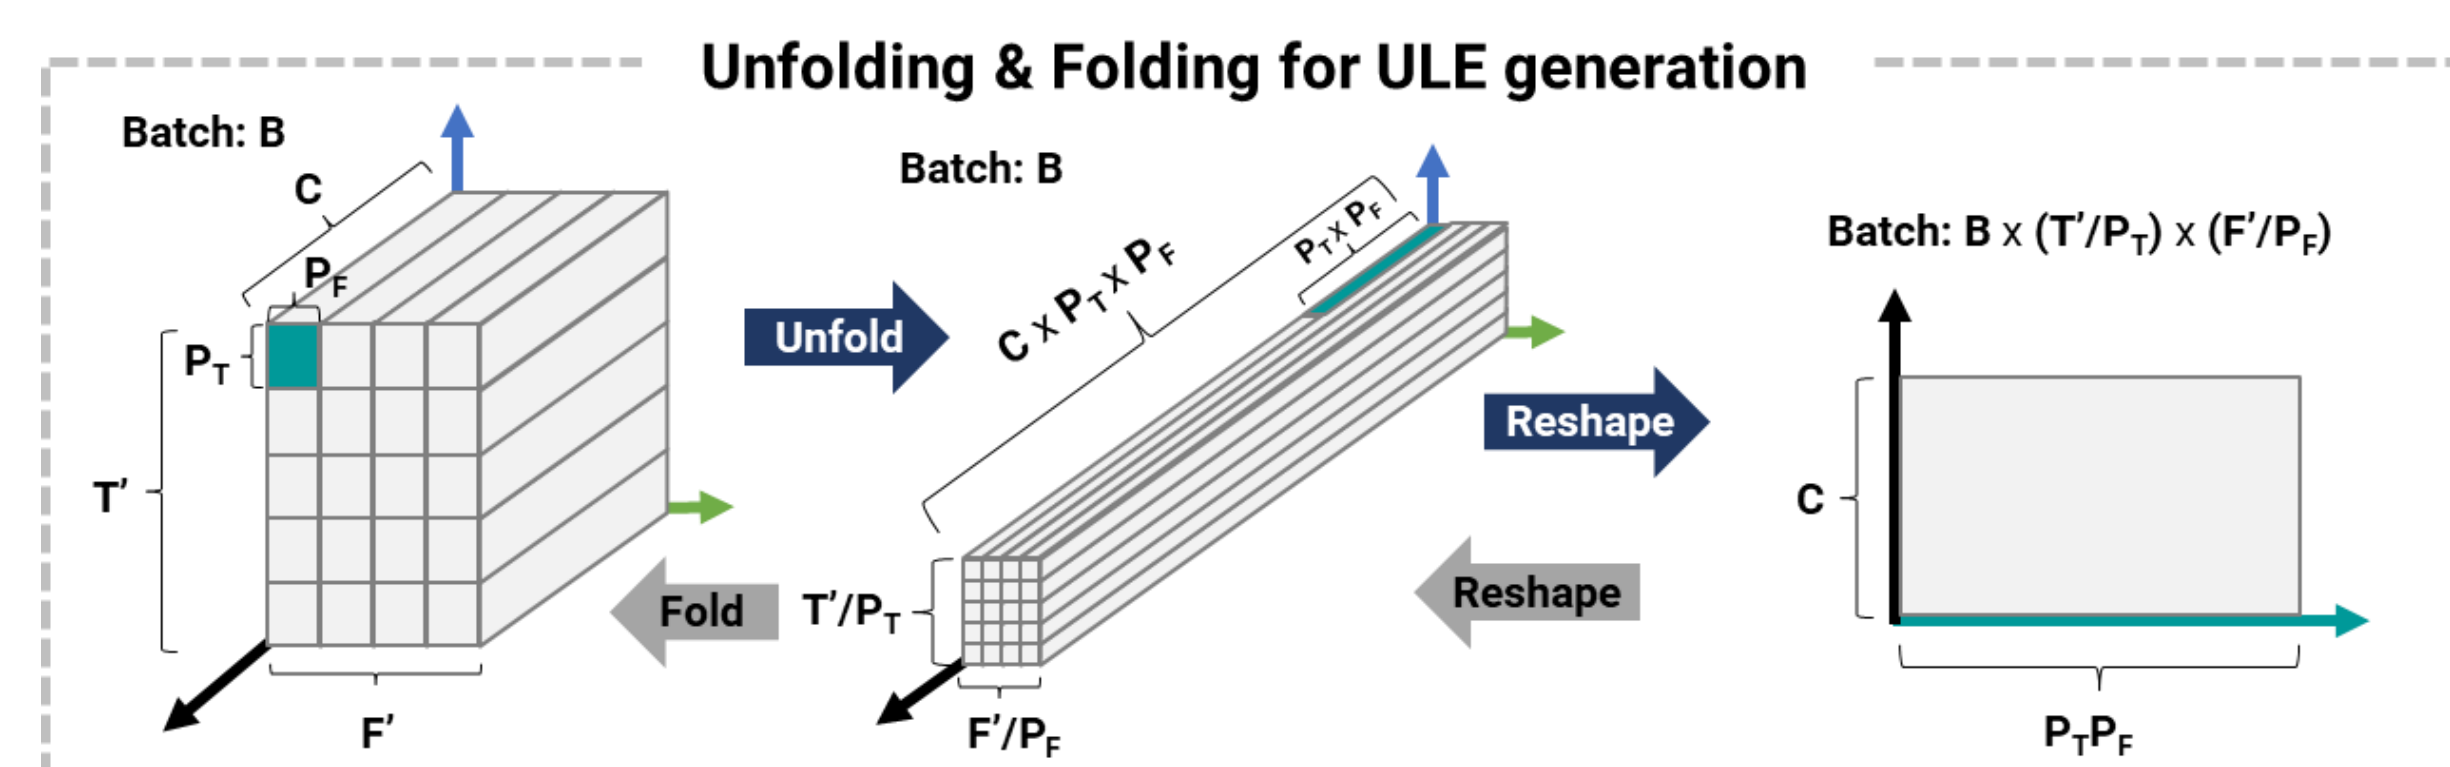 Unfolding & Folding for ULE generation
Batch: B
C
P_F
P_T
T’
F’
Unfold
Fold
Batch: B
C x P_T x P_F
P_T x P_F
T’/P_T
F’/P_F
Reshape
Reshape
Batch: B x (T’/P_T) x (F’/P_F)
C
P_TP_F